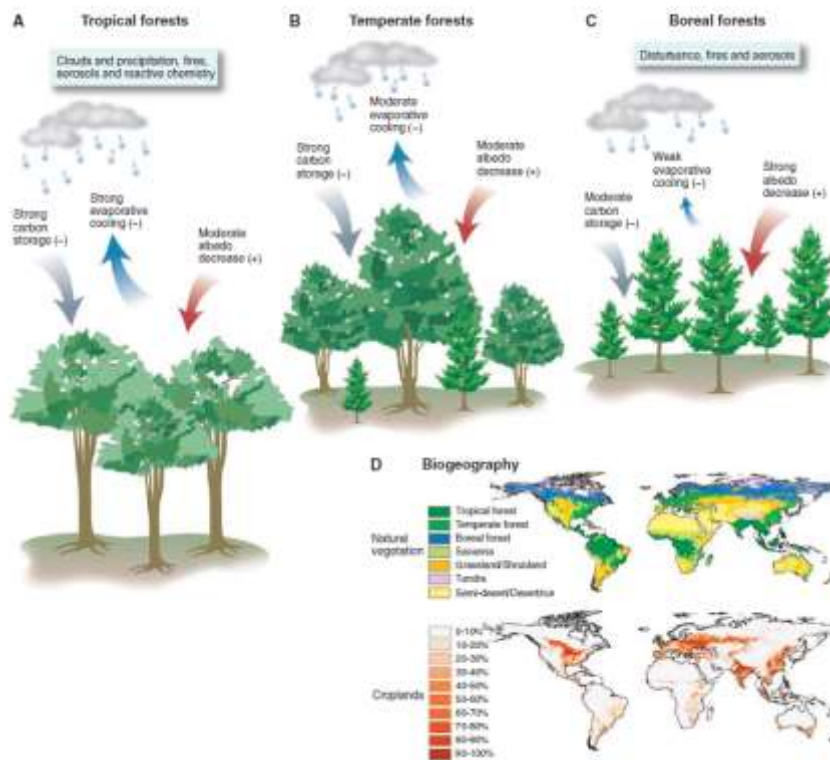 A Tropical forests
Clouds and precipitation, fires,
aerosols and reactive chemistry
Strong
carbon
storage (–)
Strong
evaporative
cooling (–)
Moderate
albedo
decrease (+)
B Temperate forests
Strong
carbon
storage (–)
Moderate
evaporative
cooling (–)
Moderate
albedo
decrease (+)
C Boreal forests
Disturbance, fires and aerosols
Moderate
carbon
storage (–)
Weak
evaporative
cooling (–)
Strong
albedo
decrease (+)
D Biogeography
Natural
vegetation
Tropical forest
Temperate forest
Boreal forest
Savanna
Grassland/Shrubland
Tundra
Semi-desert/Desert/Ice
Croplands
0-10%
10-20%
20-30%
30-40%
40-50%
50-60%
60-70%
70-80%
80-90%
90-100%